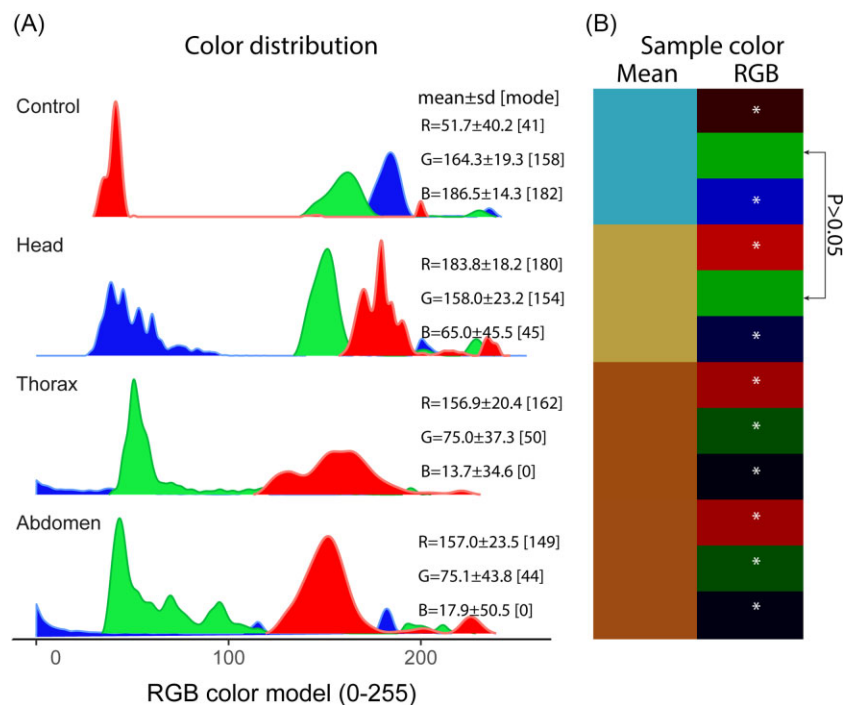 (A)
Color distribution
mean±sd [mode]
Control
R=51.7±40.2 [41]
G=164.3±19.3 [158]
B=186.5±14.3 [182]
Head
R=183.8±18.2 [180]
G=158.0±23.2 [154]
B=65.0±45.5 [45]
Thorax
R=156.9±20.4 [162]
G=75.0±37.3 [50]
B=13.7±34.6 [0]
Abdomen
R=157.0±23.5 [149]
G=75.1±43.8 [44]
B=17.9±50.5 [0]
0 100 200
RGB color model (0-255)
(B)
Sample color
Mean RGB
*
*
*
*
*
*
*
*
*
*
P>0.05